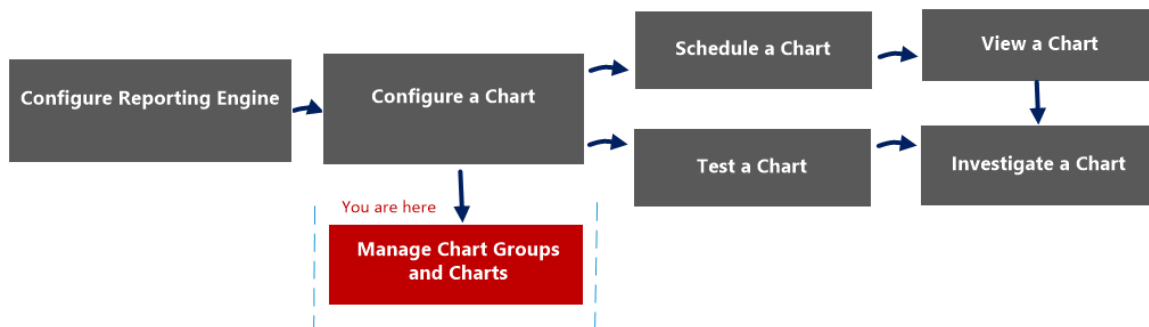 Configure Reporting Engine
Configure a Chart
Schedule a Chart
View a Chart
Test a Chart
Investigate a Chart
You are here
Manage Chart Groups
and Charts